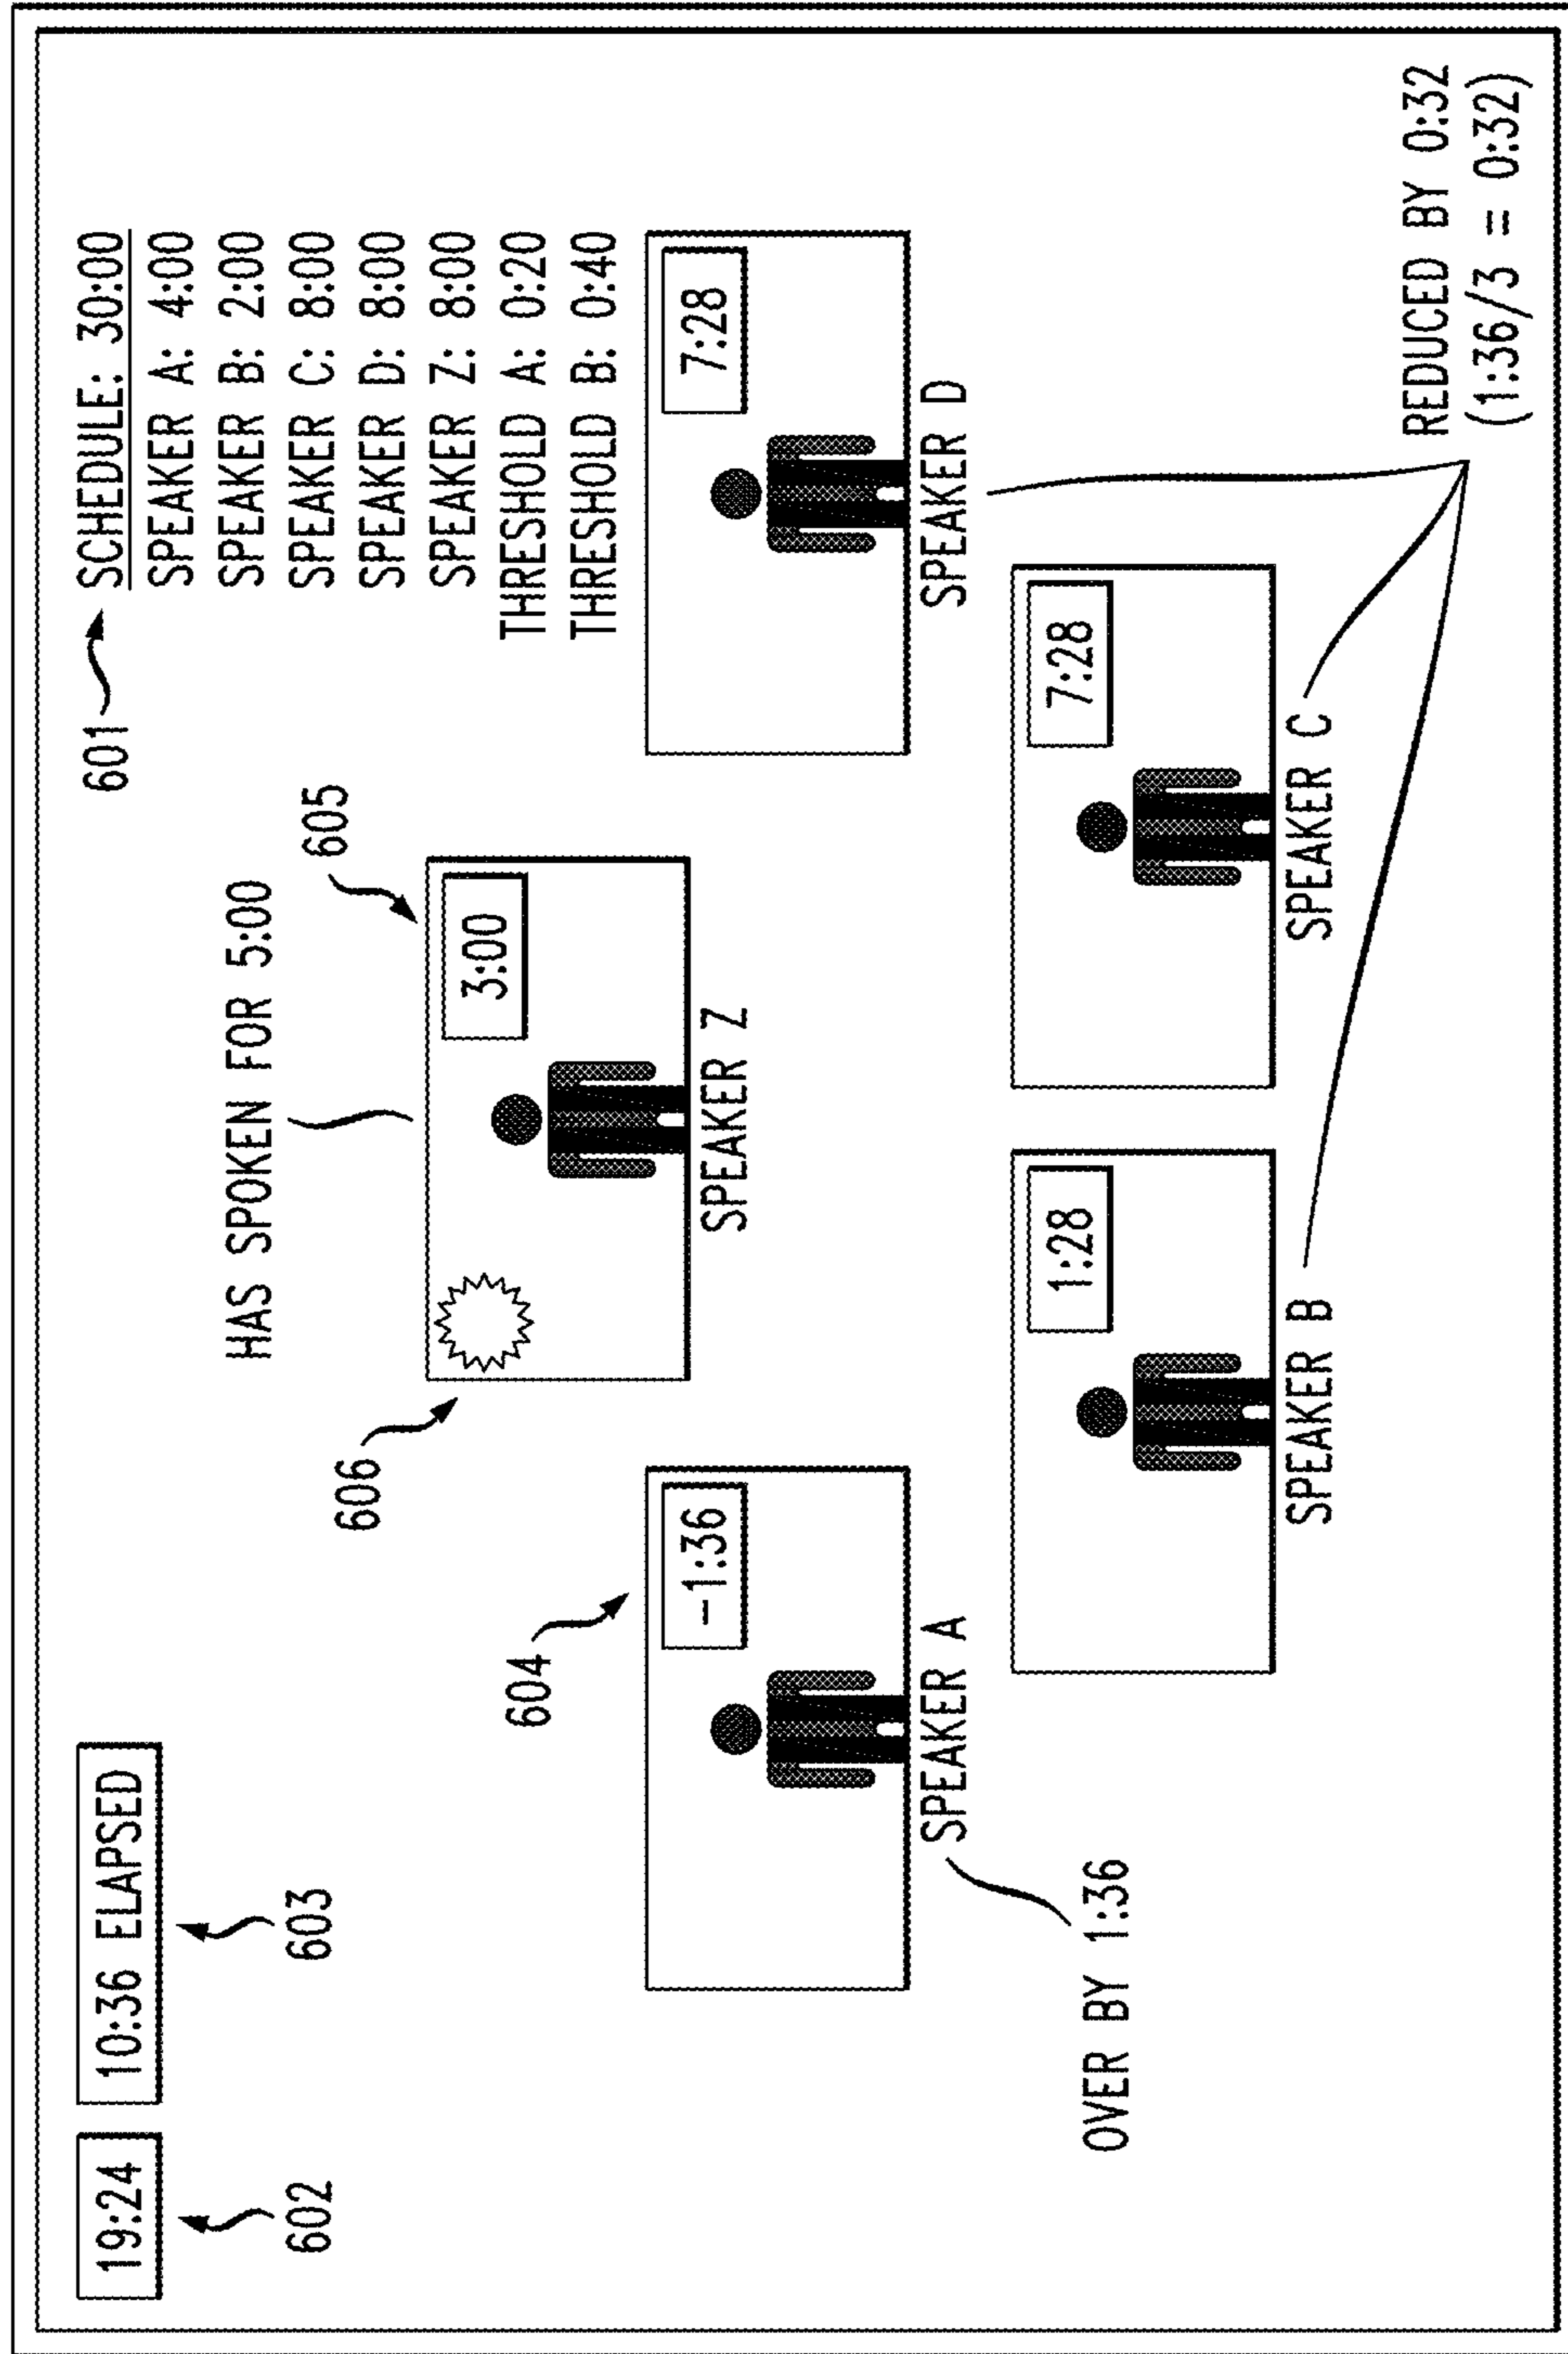 19:24
10:36 ELAPSED
602
603
601
SCHEDULE: 30:00
SPEAKER A: 4:00
SPEAKER B: 2:00
SPEAKER C: 8:00
SPEAKER D: 8:00
SPEAKER Z: 8:00
THRESHOLD A: 0:20
THRESHOLD B: 0:40
HAS SPOKEN FOR 5:00
605
606
3:00
SPEAKER Z
604
-1:36
SPEAKER A
OVER BY 1:36
7:28
SPEAKER D
1:28
SPEAKER B
7:28
SPEAKER C
REDUCED BY 0:32
(1:36/3 = 0:32)